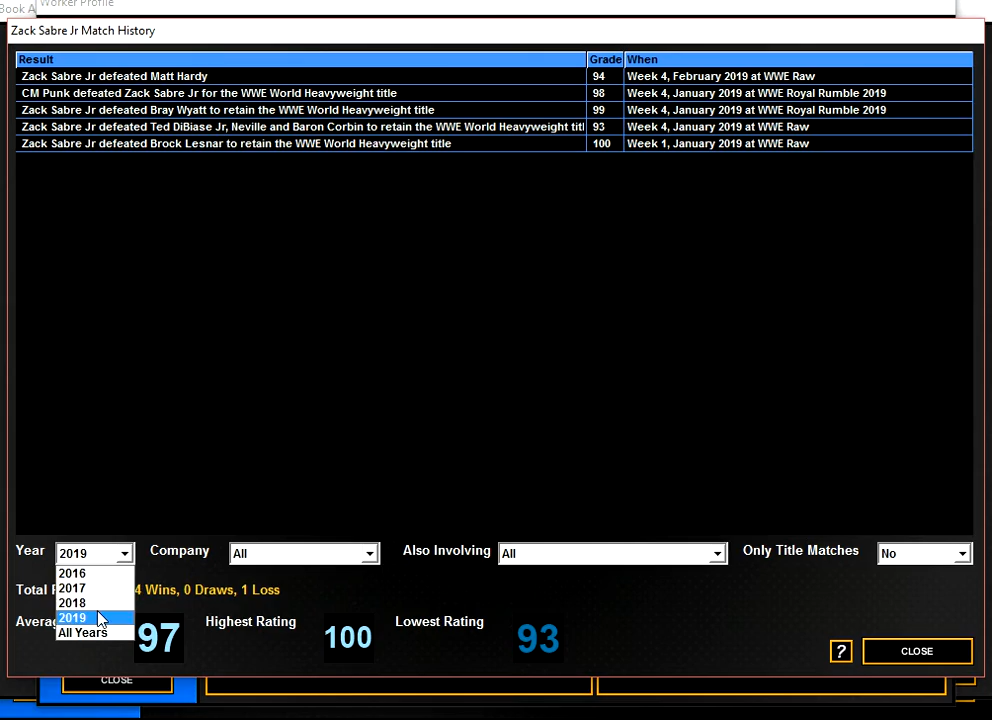 Book A
Worker Profile
Zack Sabre Jr Match History
Result Grade When
Zack Sabre Jr defeated Matt Hardy 94 Week 4, February 2019 at WWE Raw
CM Punk defeated Zack Sabre Jr for the WWE World Heavyweight title 98 Week 4, January 2019 at WWE Royal Rumble 2019
Zack Sabre Jr defeated Bray Wyatt to retain the WWE World Heavyweight title 99 Week 4, January 2019 at WWE Royal Rumble 2019
Zack Sabre Jr defeated Ted DiBiase Jr, Neville and Baron Corbin to retain the WWE World Heavyweight titl 93 Week 4, January 2019 at WWE Raw
Zack Sabre Jr defeated Brock Lesnar to retain the WWE World Heavyweight title 100 Week 1, January 2019 at WWE Raw
Year 2019 Company All Also Involving All Only Title Matches No
2016
2017
2018
2019
All Years
Total 4 Wins, 0 Draws, 1 Loss
Averag 97 Highest Rating 100 Lowest Rating 93
? CLOSE
CLOSE